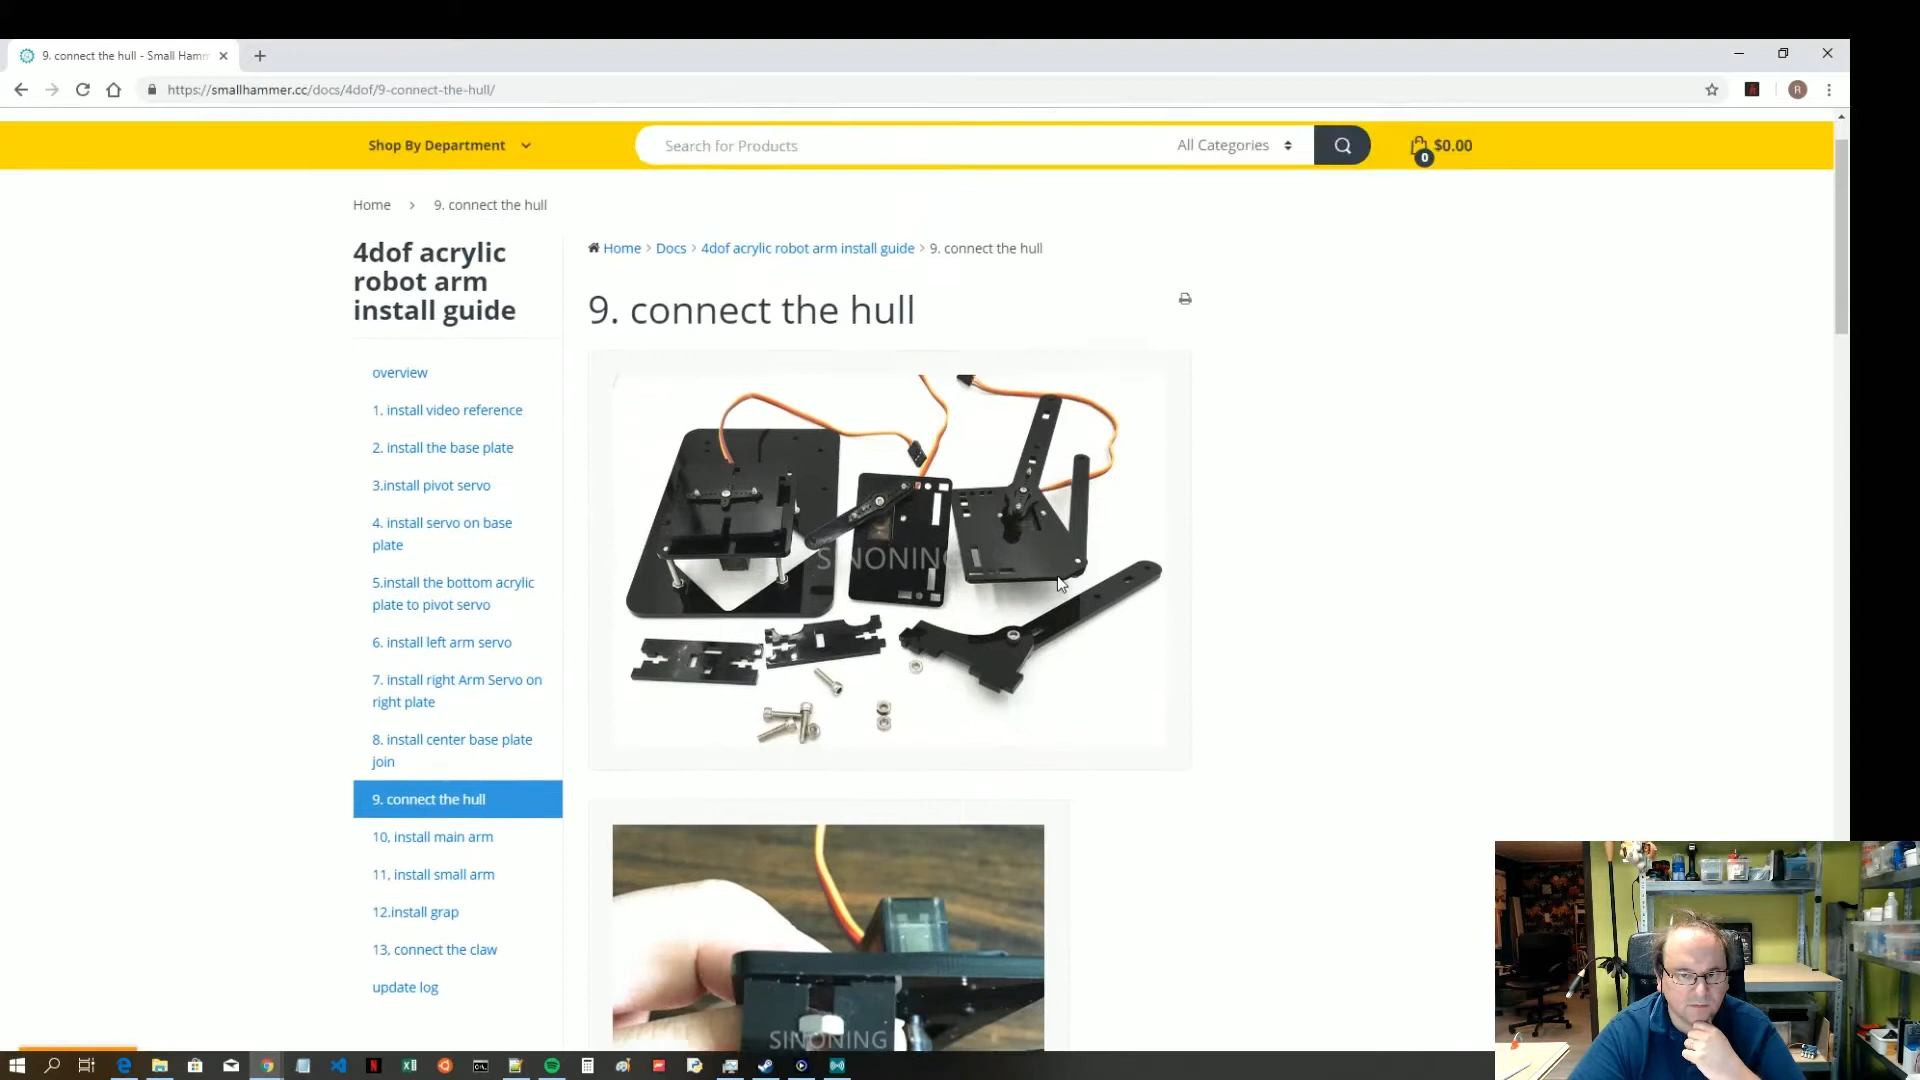 9. connect the hull - Small Hamm
https://smallhammer.cc/docs/4dof/9-connect-the-hull/
R
Shop By Department
Search for Products
All Categories
0
$0.00
Home
9. connect the hull
4dof acrylic
robot arm
install guide
Home > Docs > 4dof acrylic robot arm install guide > 9. connect the hull
9. connect the hull
overview
1. install video reference
2. install the base plate
3.install pivot servo
4. install servo on base
plate
5.install the bottom acrylic
plate to pivot servo
6. install left arm servo
7. install right Arm Servo on
right plate
8. install center base plate
join
9. connect the hull
10, install main arm
11, install small arm
12.install grap
13, connect the claw
update log
SINONING
SINONING